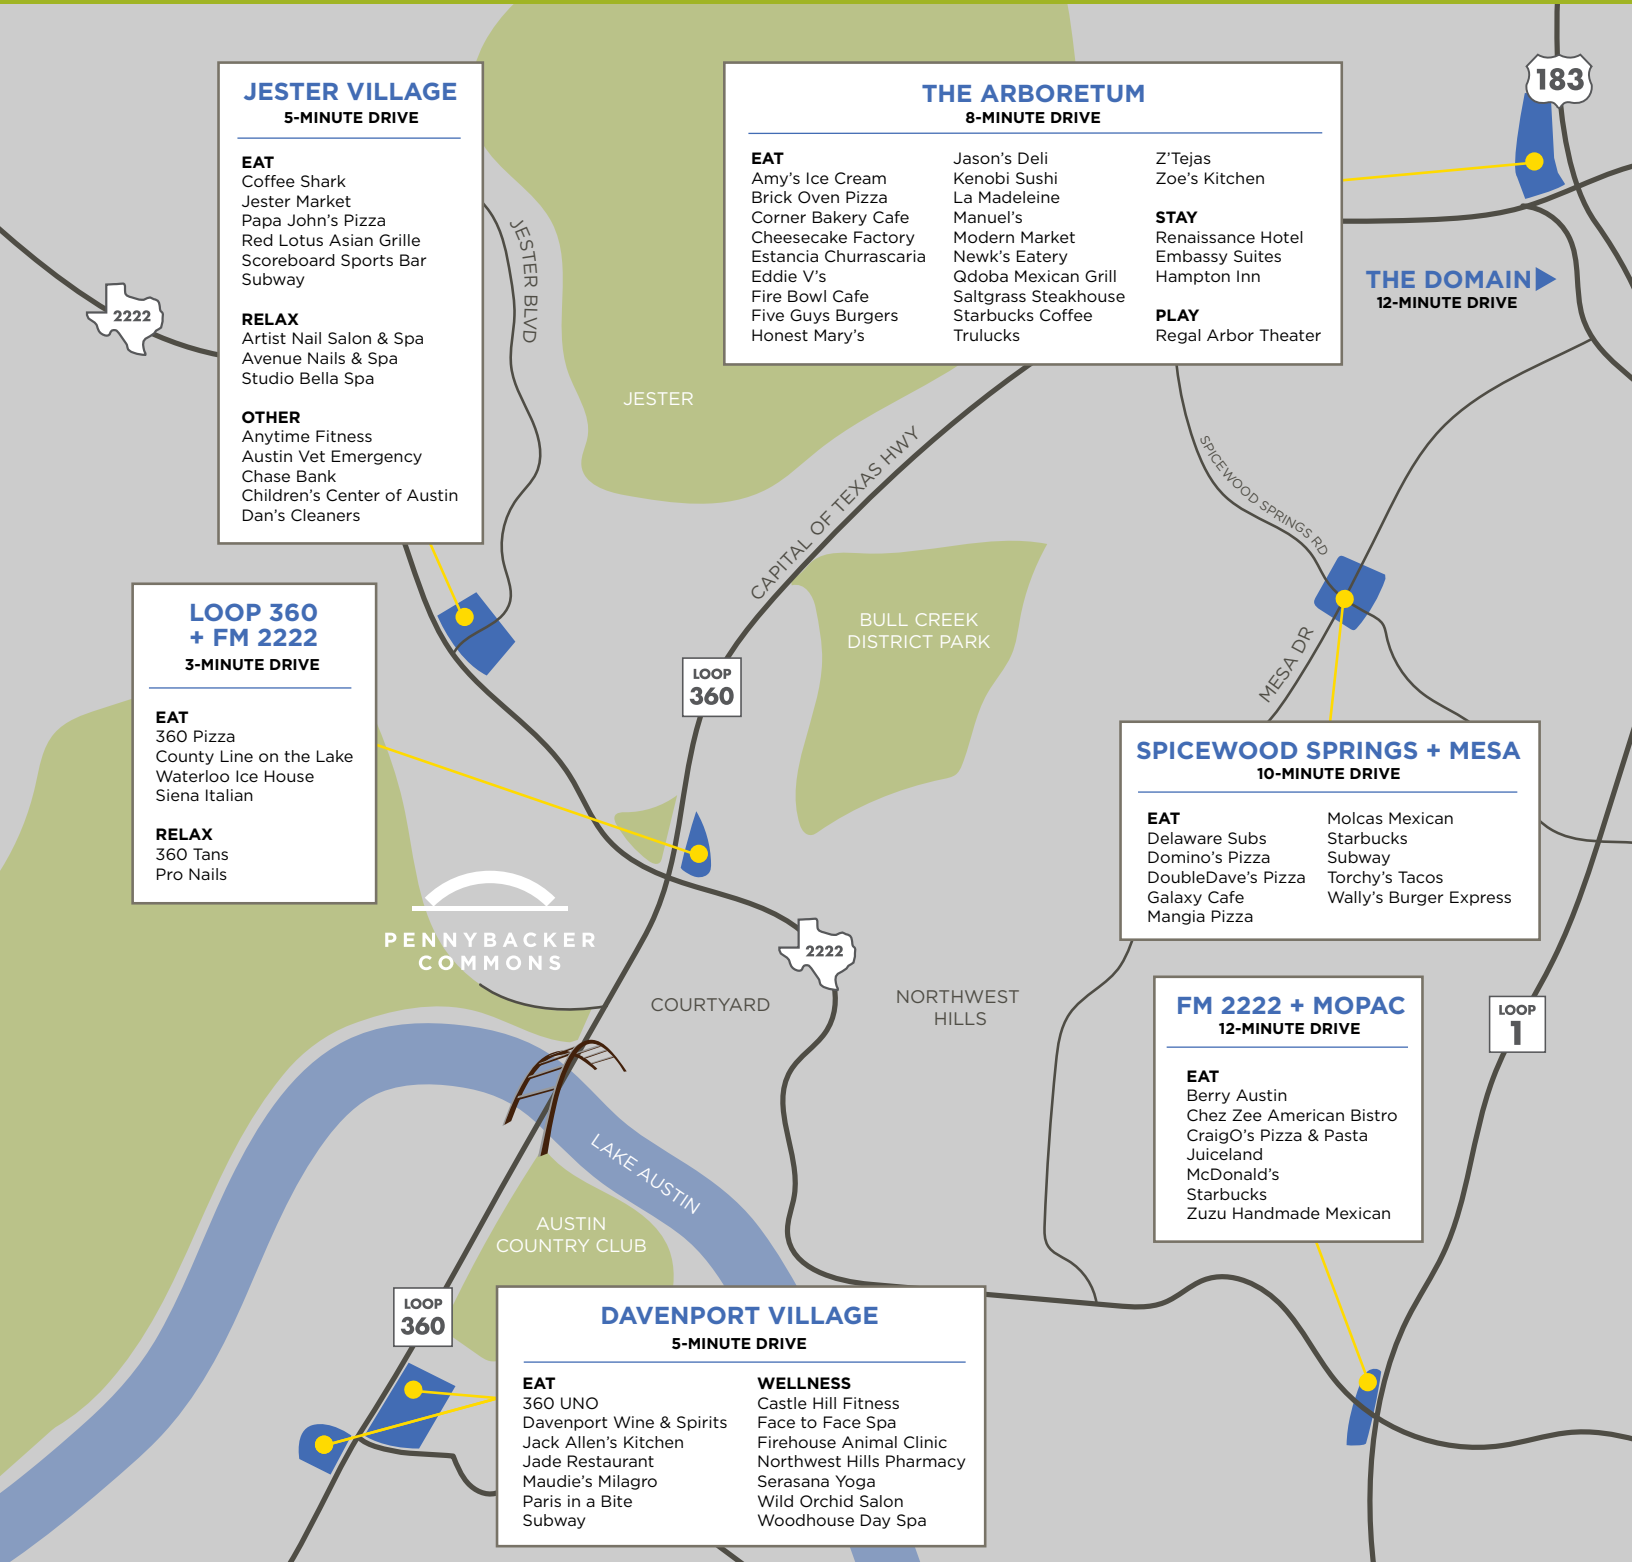 JESTER VILLAGE
5-MINUTE DRIVE
EAT
Coffee Shark
Jester Market
Papa John's Pizza
Red Lotus Asian Grille
Scoreboard Sports Bar
Subway
RELAX
Artist Nail Salon & Spa
Avenue Nails & Spa
Studio Bella Spa
OTHER
Anytime Fitness
Austin Vet Emergency
Chase Bank
Children's Center of Austin
Dan's Cleaners
THE ARBORETUM
8-MINUTE DRIVE
EAT
Amy's Ice Cream
Brick Oven Pizza
Corner Bakery Cafe
Cheesecake Factory
Estancia Churrascaria
Eddie V's
Fire Bowl Cafe
Five Guys Burgers
Honest Mary's
Jason's Deli
Kenobi Sushi
La Madeleine
Manuel's
Modern Market
Newk's Eatery
Qdoba Mexican Grill
Saltgrass Steakhouse
Starbucks Coffee
Trulucks
Z'Tejas
Zoe's Kitchen
STAY
Renaissance Hotel
Embassy Suites
Hampton Inn
PLAY
Regal Arbor Theater
183
THE DOMAIN
12-MINUTE DRIVE
2222
JESTER BLVD
JESTER
CAPITAL OF TEXAS HWY
SPICEWOOD SPRINGS RD
MESA DR
BULL CREEK
DISTRICT PARK
LOOP
360
LOOP 360
+ FM 2222
3-MINUTE DRIVE
EAT
360 Pizza
County Line on the Lake
Waterloo Ice House
Siena Italian
RELAX
360 Tans
Pro Nails
SPICEWOOD SPRINGS + MESA
10-MINUTE DRIVE
EAT
Delaware Subs
Domino's Pizza
DoubleDave's Pizza
Galaxy Cafe
Mangia Pizza
Molcas Mexican
Starbucks
Subway
Torchy's Tacos
Wally's Burger Express
PENNYBACKER
COMMONS
2222
COURTYARD
NORTHWEST
HILLS
FM 2222 + MOPAC
12-MINUTE DRIVE
EAT
Berry Austin
Chez Zee American Bistro
CraigO's Pizza & Pasta
Juiceland
McDonald's
Starbucks
Zuzu Handmade Mexican
LOOP
1
LAKE AUSTIN
AUSTIN
COUNTRY CLUB
LOOP
360
DAVENPORT VILLAGE
5-MINUTE DRIVE
EAT
360 UNO
Davenport Wine & Spirits
Jack Allen's Kitchen
Jade Restaurant
Maudie's Milagro
Paris in a Bite
Subway
WELLNESS
Castle Hill Fitness
Face to Face Spa
Firehouse Animal Clinic
Northwest Hills Pharmacy
Serasana Yoga
Wild Orchid Salon
Woodhouse Day Spa